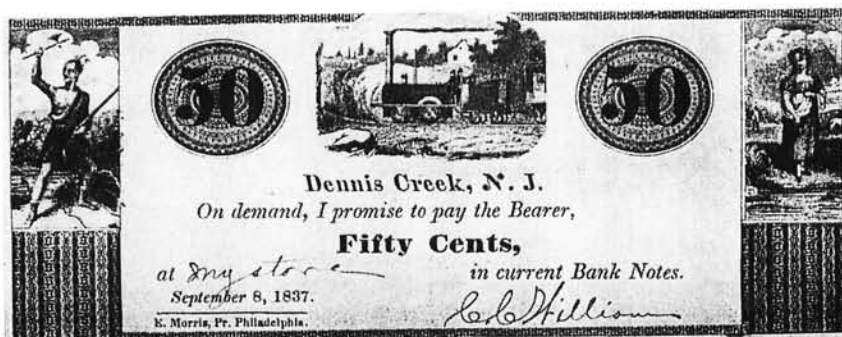 50 50
Dennis Creek, N. J.
On demand, I promise to pay the Bearer,
Fifty Cents,
at my store in current Bank Notes.
September 8, 1837.
E. Morris, Pr. Philadelphia.